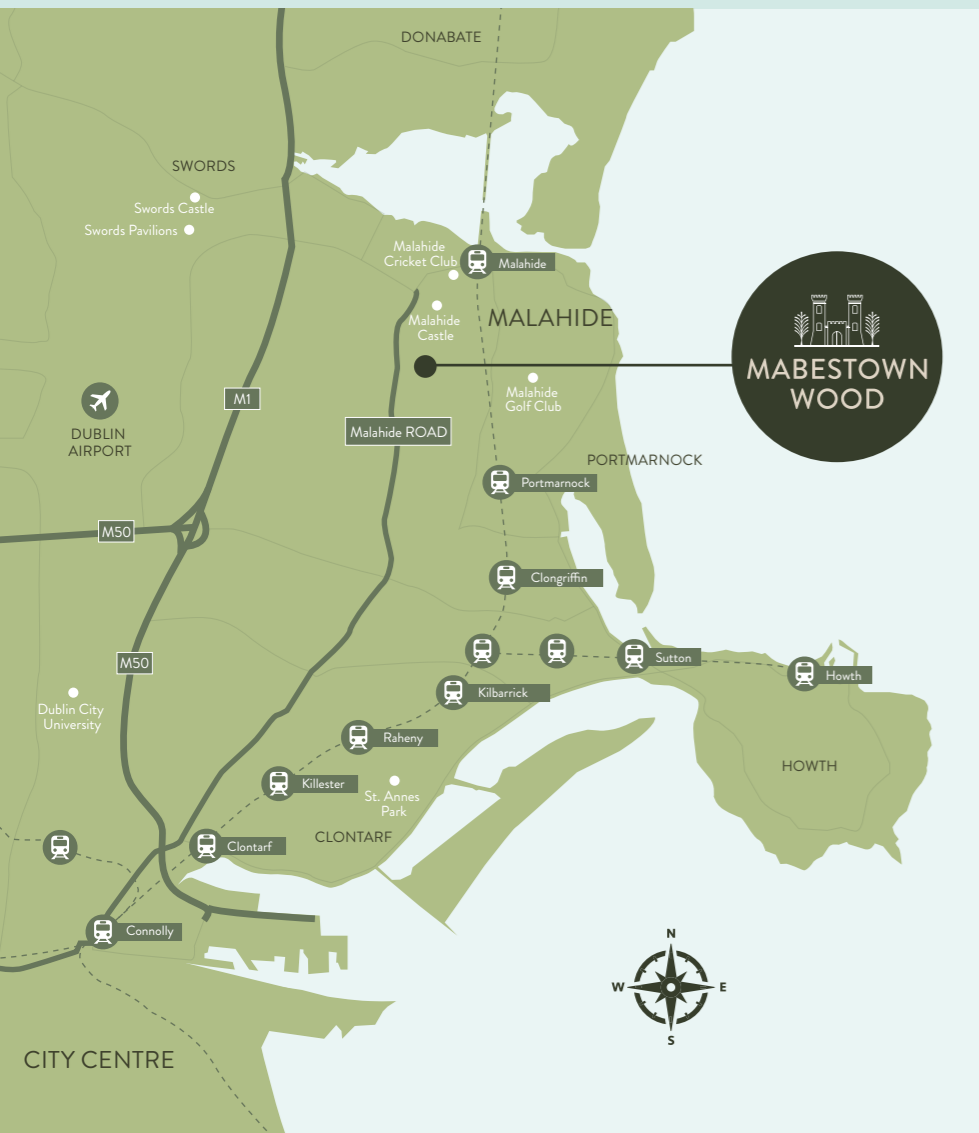 DONABATE
SWORDS
Swords Castle
Swords Pavilions
Malahide
Cricket Club
Malahide
MALAHIDE
Malahide
Castle
MABESTOWN
WOOD
Malahide
Golf Club
M1
DUBLIN
AIRPORT
Malahide ROAD
PORTMARNOCK
Portmarnock
M50
Clongriffin
M50
Sutton
Howth
Kilbarrick
Dublin City
University
Raheny
HOWTH
Killester
St. Annes
Park
CLONTARF
Clontarf
Connolly
N
W
E
S
CITY CENTRE